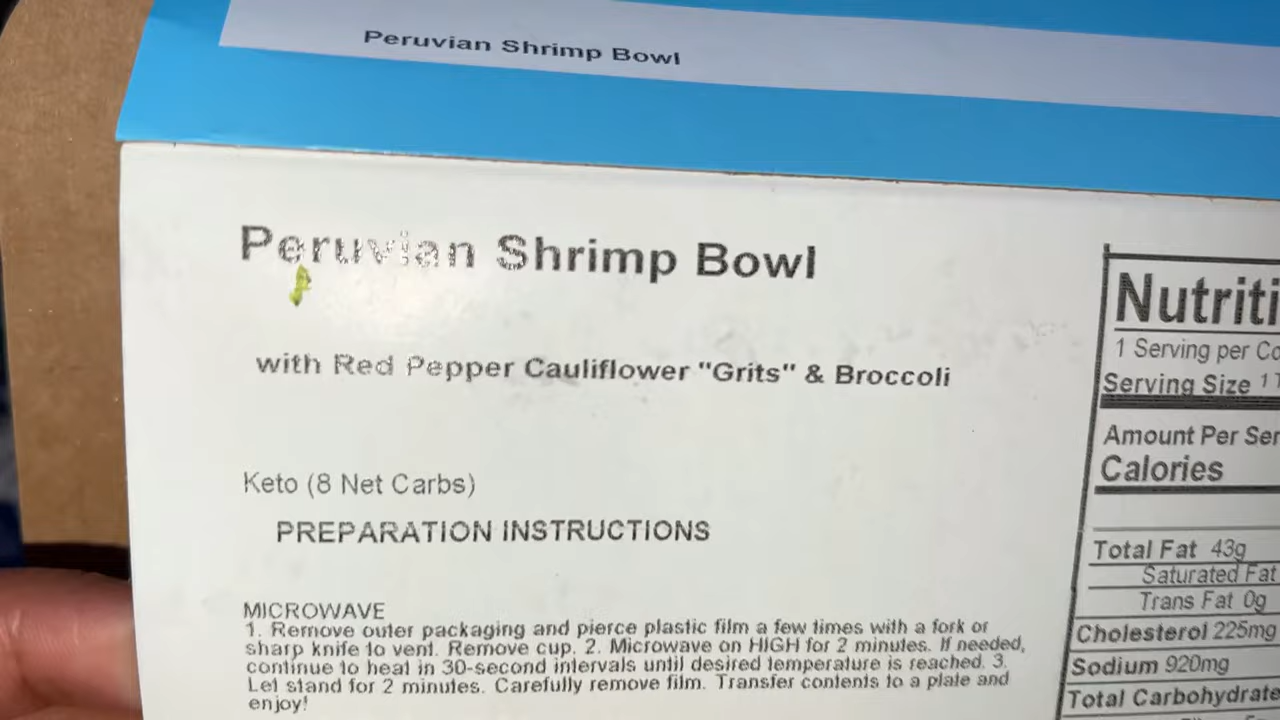 Peruvian Shrimp Bowl
Peruvian Shrimp Bowl
with Red Pepper Cauliflower "Grits" & Broccoli
Keto (8 Net Carbs)
PREPARATION INSTRUCTIONS
MICROWAVE
1. Remove outer packaging and pierce plastic film a few times with a fork or
sharp knife to vent. Remove cup. 2. Microwave on HIGH for 2 minutes. If needed,
continue to heat in 30-second intervals until desired temperature is reached. 3.
Let stand for 2 minutes. Carefully remove film. Transfer contents to a plate and
enjoy!
Nutriti
1 Serving per Co
Serving Size 1
Amount Per Ser
Calories
Total Fat 43g
Saturated Fat
Trans Fat 0g
Cholesterol 225mg
Sodium 920mg
Total Carbohydrate